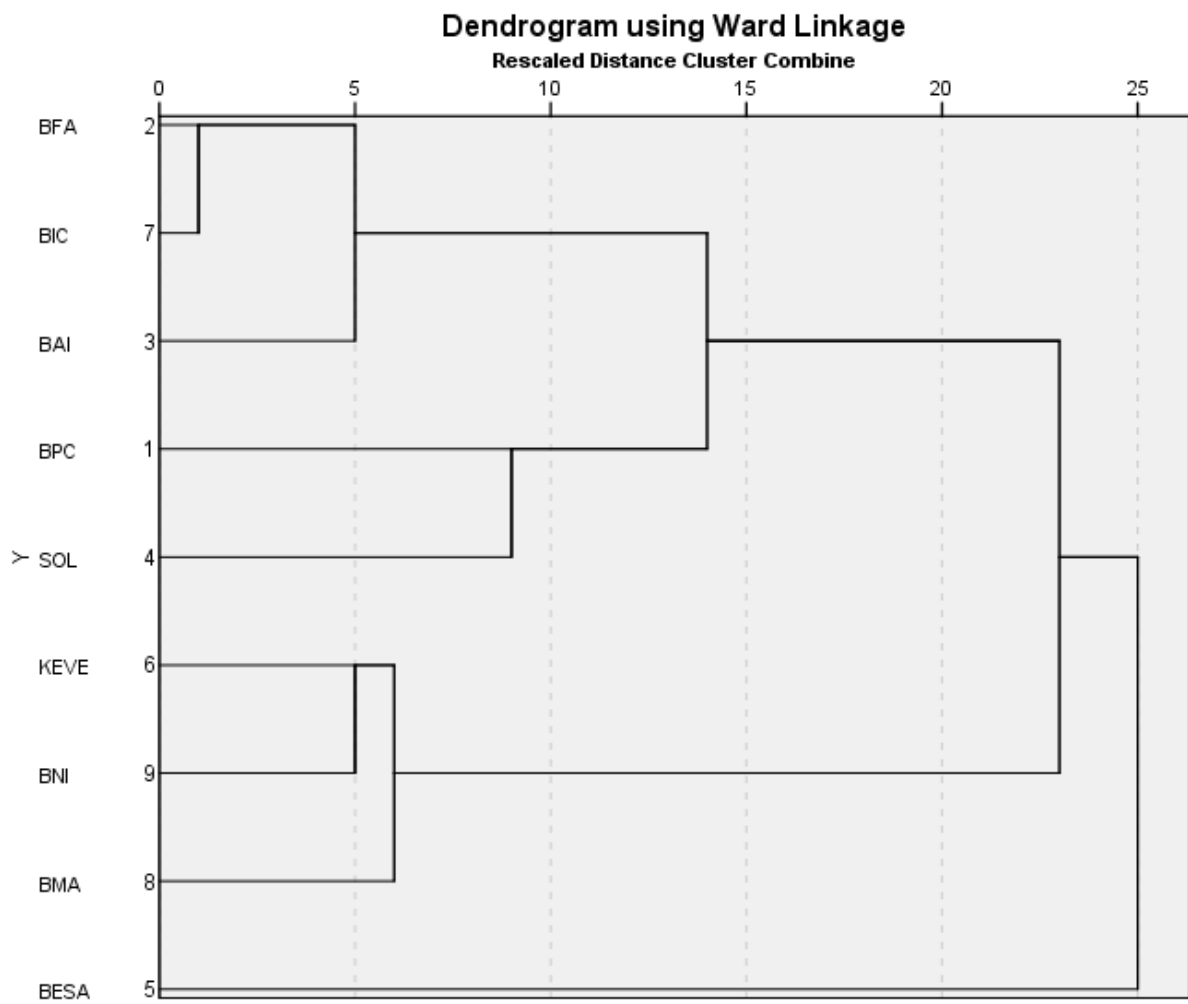 Dendrogram using Ward Linkage
Rescaled Distance Cluster Combine
0 5 10 15 20 25
BFA 2
BIC 7
BAI 3
BPC 1
Y SOL 4
KEVE 6
BNI 9
BMA 8
BESA 5